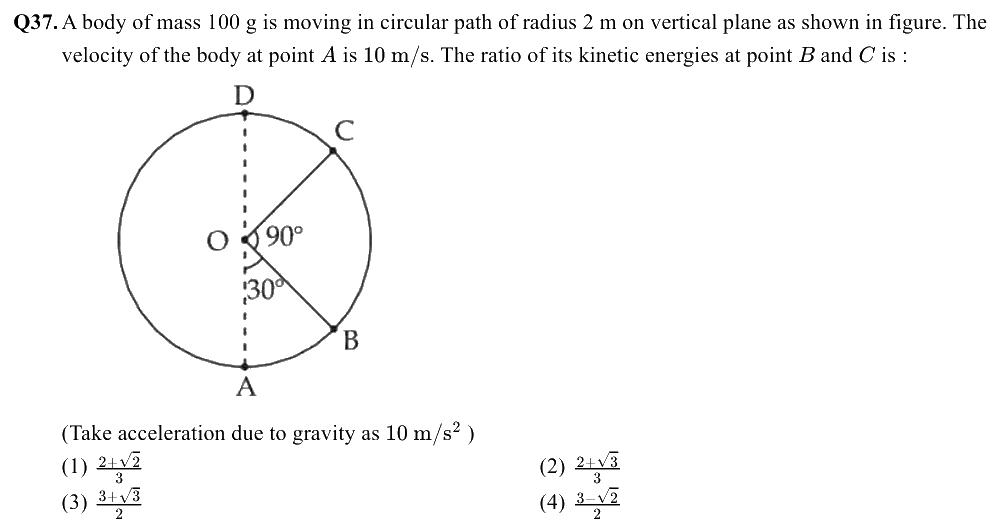 Q37. A body of mass 100 g is moving in circular path of radius 2 m on vertical plane as shown in figure. The
velocity of the body at point A is 10 m/s. The ratio of its kinetic energies at point B and C is :
D
C
O 90°
30°
B
A
(Take acceleration due to gravity as 10 m/s² )
(1) (2+√2)/3 (2) (2+√3)/3
(3) (3+√3)/2 (4) (3−√2)/2